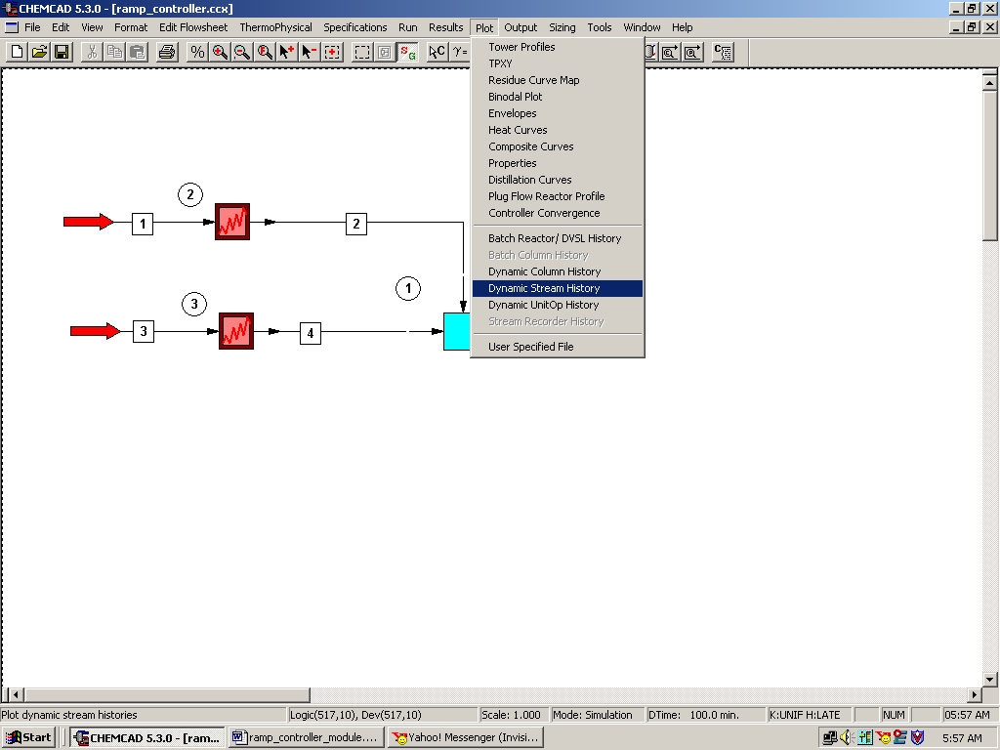 CHEMCAD 5.3.0 - [ramp_controller.ccx]
File Edit View Format Edit Flowsheet ThermoPhysical Specifications Run Results Plot Output Sizing Tools Window Help
% S G C γ= C
Tower Profiles
TPXY
Residue Curve Map
Binodal Plot
Envelopes
Heat Curves
Composite Curves
Properties
Distillation Curves
Plug Flow Reactor Profile
Controller Convergence
Batch Reactor/ DVSL History
Batch Column History
Dynamic Column History
Dynamic Stream History
Dynamic UnitOp History
Stream Recorder History
User Specified File
2
1 2
1
3
3 4
Plot dynamic stream histories Logic(517,10), Dev(517,10) Scale: 1.000 Mode: Simulation DTime: 100.0 min. K:UNIF H:LATE NUM 05:57 AM
Start CHEMCAD 5.3.0 - [ram... ramp_controller_module.... Yahoo! Messenger (Invisi... 5:57 AM